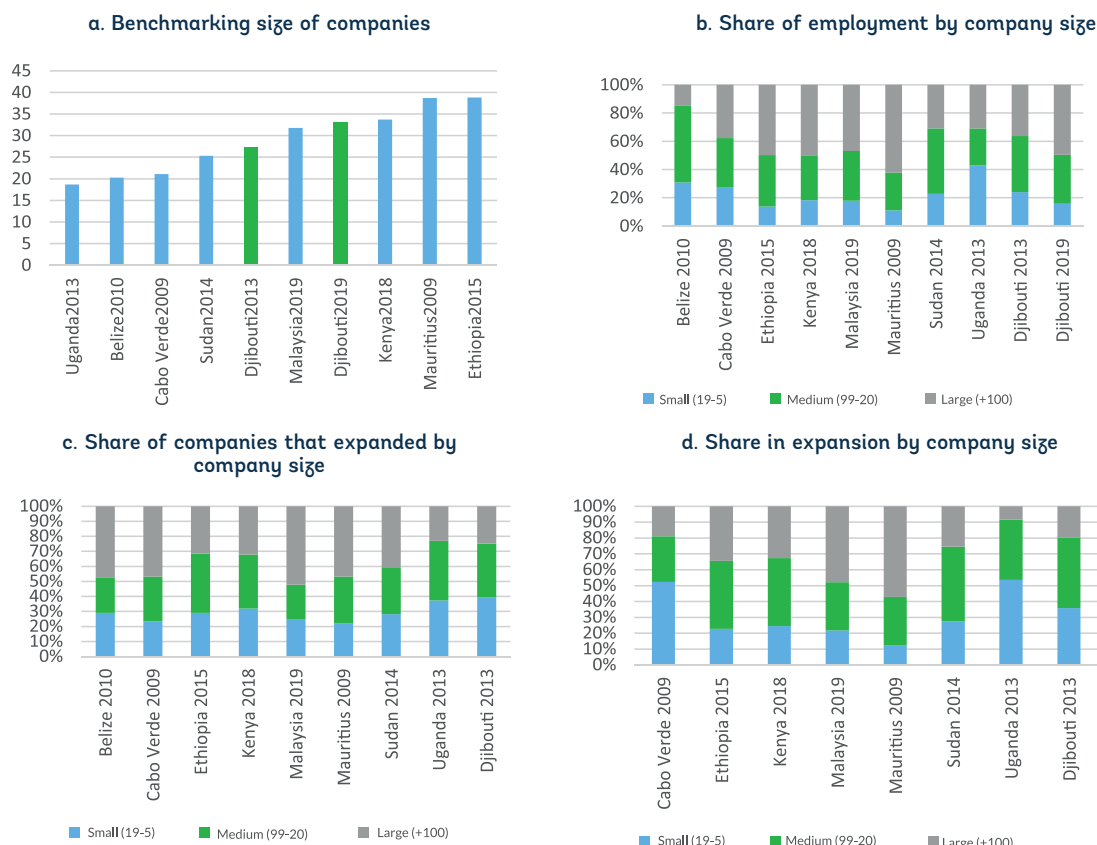 a. Benchmarking size of companies
45
40
35
30
25
20
15
10
5
0
Uganda2013
Belize2010
Cabo Verde2009
Sudan2014
Djibouti2013
Malaysia2019
Djibouti2019
Kenya2018
Mauritius2009
Ethiopia2015
b. Share of employment by company size
100%
80%
60%
40%
20%
0%
Belize 2010
Cabo Verde 2009
Ethiopia 2015
Kenya 2018
Malaysia 2019
Mauritius 2009
Sudan 2014
Uganda 2013
Djibouti 2013
Djibouti 2019
Small (19-5)
Medium (99-20)
Large (+100)
c. Share of companies that expanded by
company size
100%
90%
80%
70%
60%
50%
40%
30%
20%
10%
0%
Belize 2010
Cabo Verde 2009
Ethiopia 2015
Kenya 2018
Malaysia 2019
Mauritius 2009
Sudan 2014
Uganda 2013
Djibouti 2013
Small (19-5)
Medium (99-20)
Large (+100)
d. Share in expansion by company size
100%
90%
80%
70%
60%
50%
40%
30%
20%
10%
0%
Cabo Verde 2009
Ethiopia 2015
Kenya 2018
Malaysia 2019
Mauritius 2009
Sudan 2014
Uganda 2013
Djibouti 2013
Small (19-5)
Medium (99-20)
Large (+100)